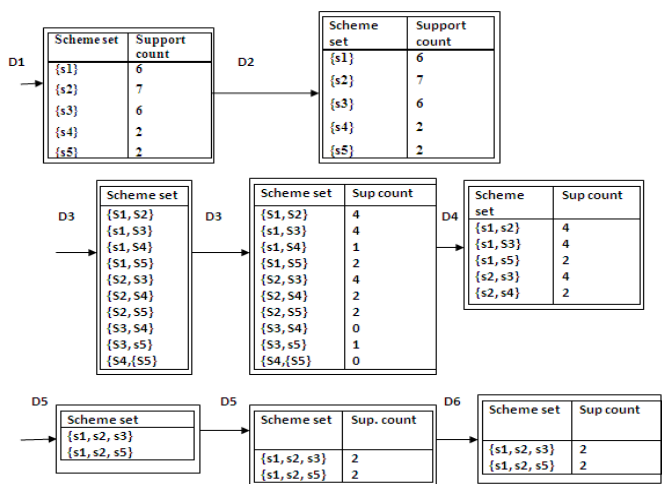 D1
Scheme set Support count
{s1} 6
{s2} 7
{s3} 6
{s4} 2
{s5} 2
D2
Scheme set Support count
{s1} 6
{s2} 7
{s3} 6
{s4} 2
{s5} 2
D3
Scheme set
{S1, S2}
{s1, S3}
{s1, S4}
{S1, S5}
{S2, S3}
{S2, S4}
{S2, S5}
{S3, S4}
{S3, s5}
{S4,{S5}
D3
Scheme set Sup count
{S1, S2} 4
{s1, S3} 4
{s1, S4} 1
{S1, S5} 2
{S2, S3} 4
{S2, S4} 2
{S2, S5} 2
{S3, S4} 0
{S3, s5} 1
{S4,{S5} 0
D4
Scheme set Sup count
{s1, s2} 4
{s1, S3} 4
{s1, s5} 2
{s2, s3} 4
{s2, s4} 2
D5
Scheme set
{s1, s2, s3}
{s1, s2, s5}
D5
Scheme set Sup. count
{s1, s2, s3} 2
{s1, s2, s5} 2
D6
Scheme set Sup count
{s1, s2, s3} 2
{s1, s2, s5} 2